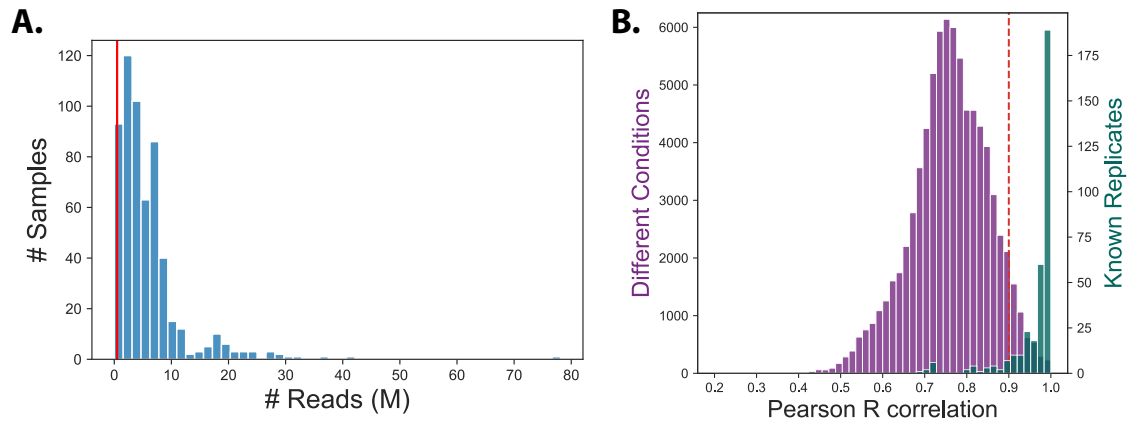 A.
120
100
80
60
40
20
0
# Samples
0 10 20 30 40 50 60 70 80
# Reads (M)
B.
6000
5000
4000
3000
2000
1000
0
Different Conditions
175
150
125
100
75
50
25
0
Known Replicates
0.2 0.3 0.4 0.5 0.6 0.7 0.8 0.9 1.0
Pearson R correlation